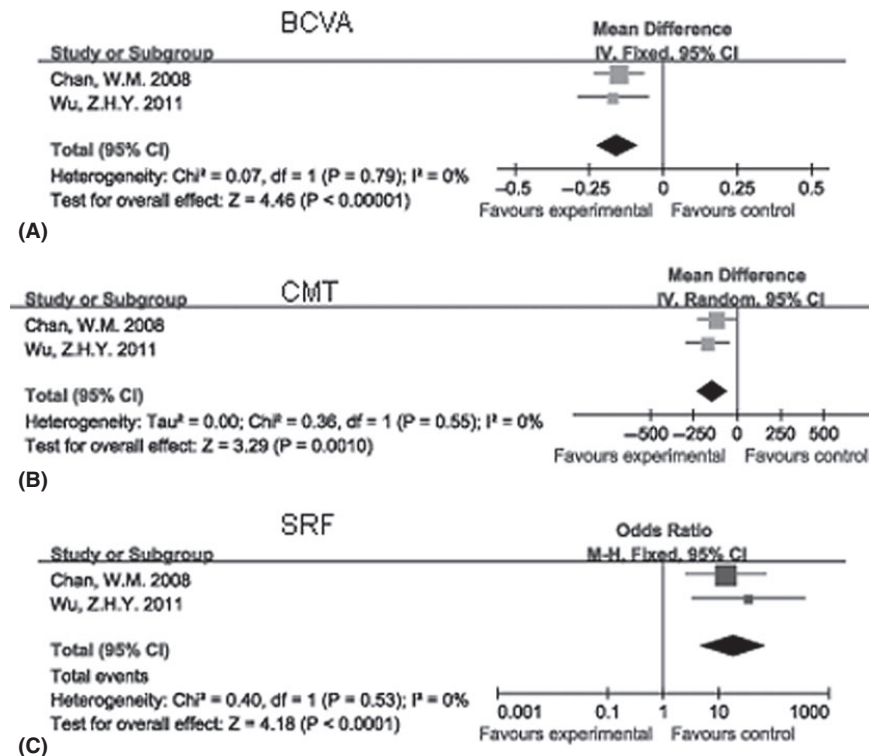 BCVA
Mean Difference
Study or Subgroup IV, Fixed, 95% CI
Chan, W.M. 2008
Wu, Z.H.Y. 2011
Total (95% CI)
Heterogeneity: Chi² = 0.07, df = 1 (P = 0.79); I² = 0%
Test for overall effect: Z = 4.46 (P < 0.00001)
−0.5 −0.25 0 0.25 0.5
Favours experimental Favours control
(A)
CMT
Mean Difference
Study or Subgroup IV, Random, 95% CI
Chan, W.M. 2008
Wu, Z.H.Y. 2011
Total (95% CI)
Heterogeneity: Tau² = 0.00; Chi² = 0.36, df = 1 (P = 0.55); I² = 0%
Test for overall effect: Z = 3.29 (P = 0.0010)
−500 −250 0 250 500
Favours experimental Favours control
(B)
SRF
Odds Ratio
Study or Subgroup M-H, Fixed, 95% CI
Chan, W.M. 2008
Wu, Z.H.Y. 2011
Total (95% CI)
Total events
Heterogeneity: Chi² = 0.40, df = 1 (P = 0.53); I² = 0%
Test for overall effect: Z = 4.18 (P < 0.0001)
0.001 0.1 1 10 1000
Favours experimental Favours control
(C)